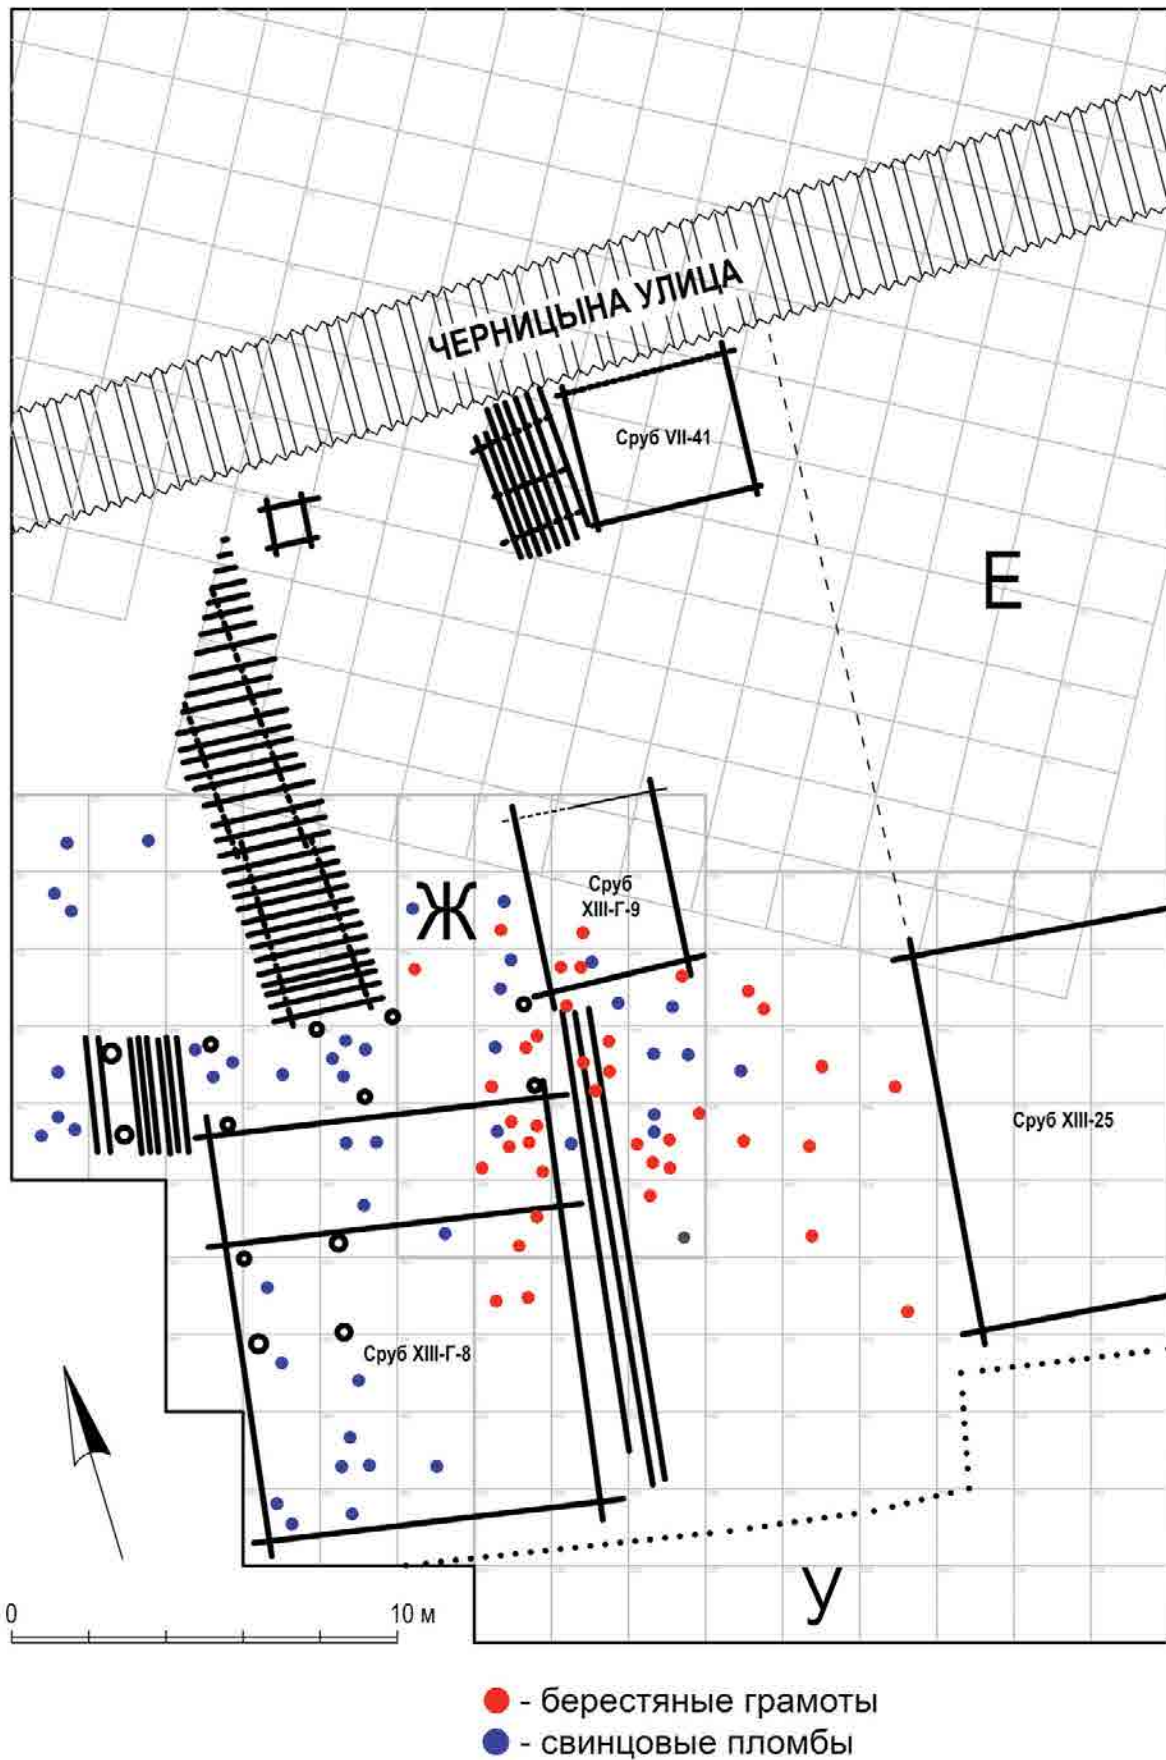 ЧЕРНИЦЫНА УЛИЦА
Сруб VII-41
Е
Ж
Сруб
XIII-Г-9
Сруб XIII-25
Сруб XIII-Г-8
У
0
10 м
- берестяные грамоты
- свинцовые пломбы